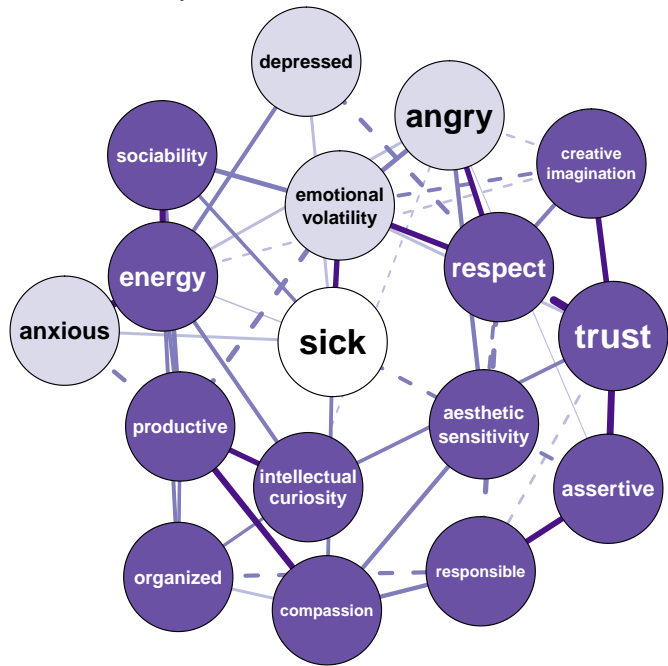 depressed
angry
sociability
creative
imagination
emotional
volatility
respect
energy
anxious
sick
trust
productive
aesthetic
sensitivity
intellectual
curiosity
assertive
organized
responsible
compassion